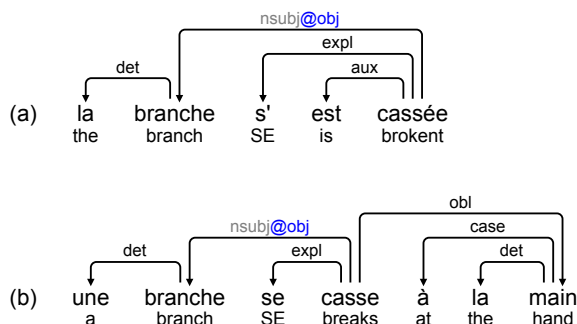 nsubj@obj
expl
det
aux
(a) la branche s' est cassée
the branch SE is brokent
obl
nsubj@obj
case
det
expl
det
(b) une branche se casse à la main
a branch SE breaks at the hand